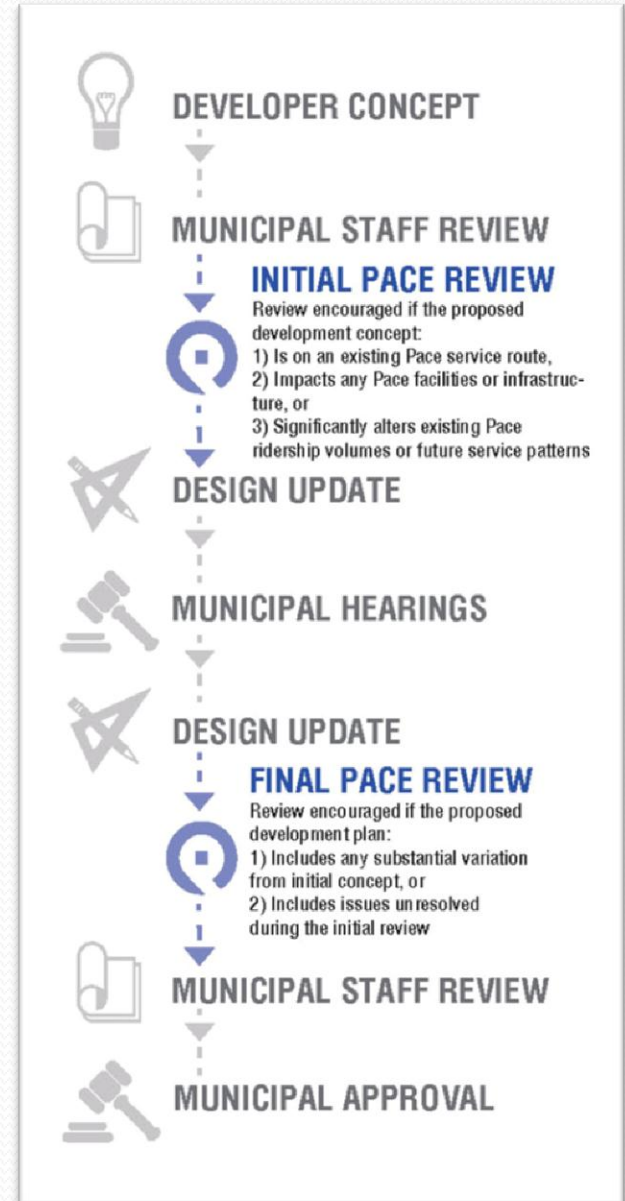 DEVELOPER CONCEPT
MUNICIPAL STAFF REVIEW
INITIAL PACE REVIEW
Review encouraged if the proposed
development concept:
1) Is on an existing Pace service route,
2) Impacts any Pace facilities or infrastruc-
ture, or
3) Significantly alters existing Pace
ridership volumes or future service patterns
DESIGN UPDATE
MUNICIPAL HEARINGS
DESIGN UPDATE
FINAL PACE REVIEW
Review encouraged if the proposed
development plan:
1) Includes any substantial variation
from initial concept, or
2) Includes issues unresolved
during the initial review
MUNICIPAL STAFF REVIEW
MUNICIPAL APPROVAL